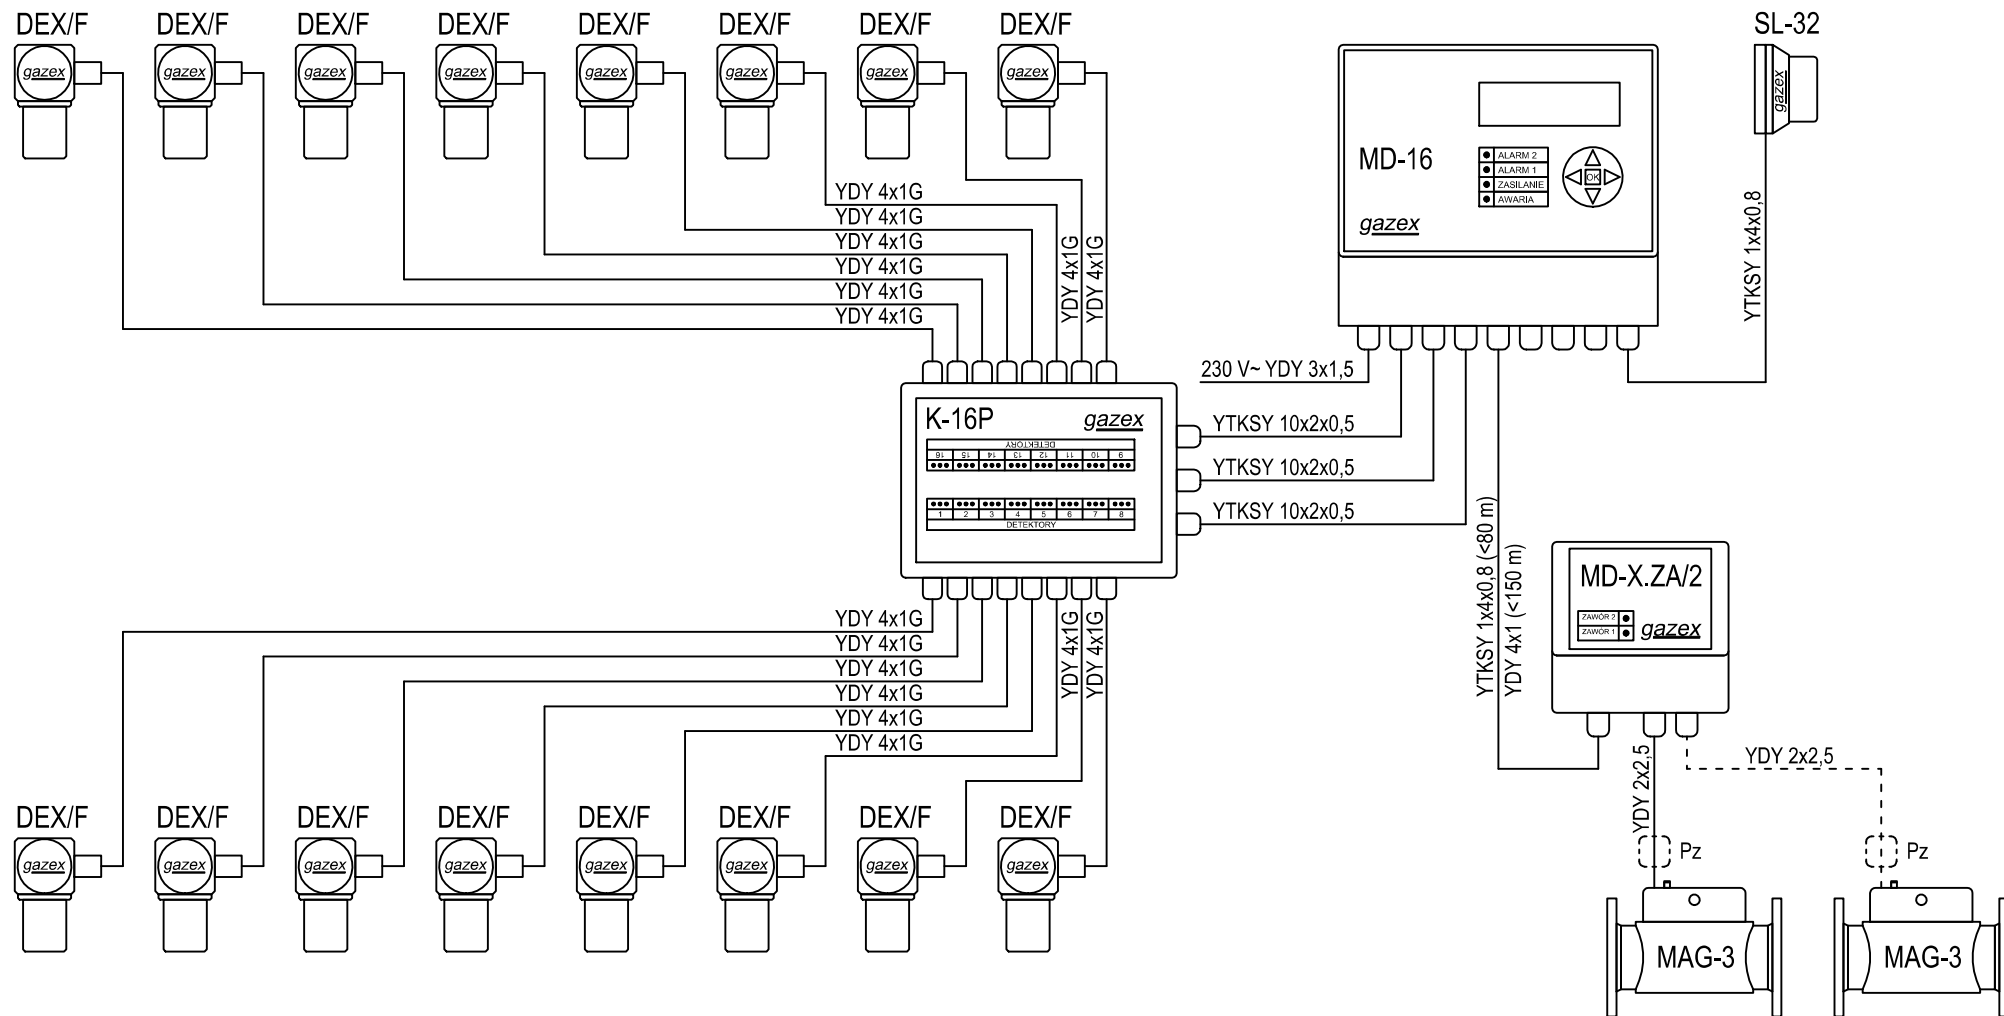 DEX/F DEX/F DEX/F DEX/F DEX/F DEX/F DEX/F DEX/F
gazex gazex gazex gazex gazex gazex gazex gazex
YDY 4x1G
YDY 4x1G
YDY 4x1G
YDY 4x1G
YDY 4x1G
YDY 4x1G
YDY 4x1G
YDY 4x1G
SL-32
gazex
YTKSY 1x4x0,8
MD-16
ALARM 2
ALARM 1
ZASILANIE
AWARIA
OK
gazex
230 V~ YDY 3x1,5
K-16P
gazex
DETEKTORY
16 15 14 13 12 11 10 9
1 2 3 4 5 6 7 8
DETEKTORY
YTKSY 10x2x0,5
YTKSY 10x2x0,5
YTKSY 10x2x0,5
YTKSY 1x4x0,8 (<80 m)
YDY 4x1 (<150 m)
MD-X.ZA/2
ZAWÓR 2
ZAWÓR 1
gazex
YDY 4x1G
YDY 4x1G
YDY 4x1G
YDY 4x1G
YDY 4x1G
YDY 4x1G
YDY 4x1G
YDY 4x1G
YDY 2x2,5
YDY 2x2,5
DEX/F DEX/F DEX/F DEX/F DEX/F DEX/F DEX/F DEX/F
gazex gazex gazex gazex gazex gazex gazex gazex
Pz
Pz
MAG-3
MAG-3